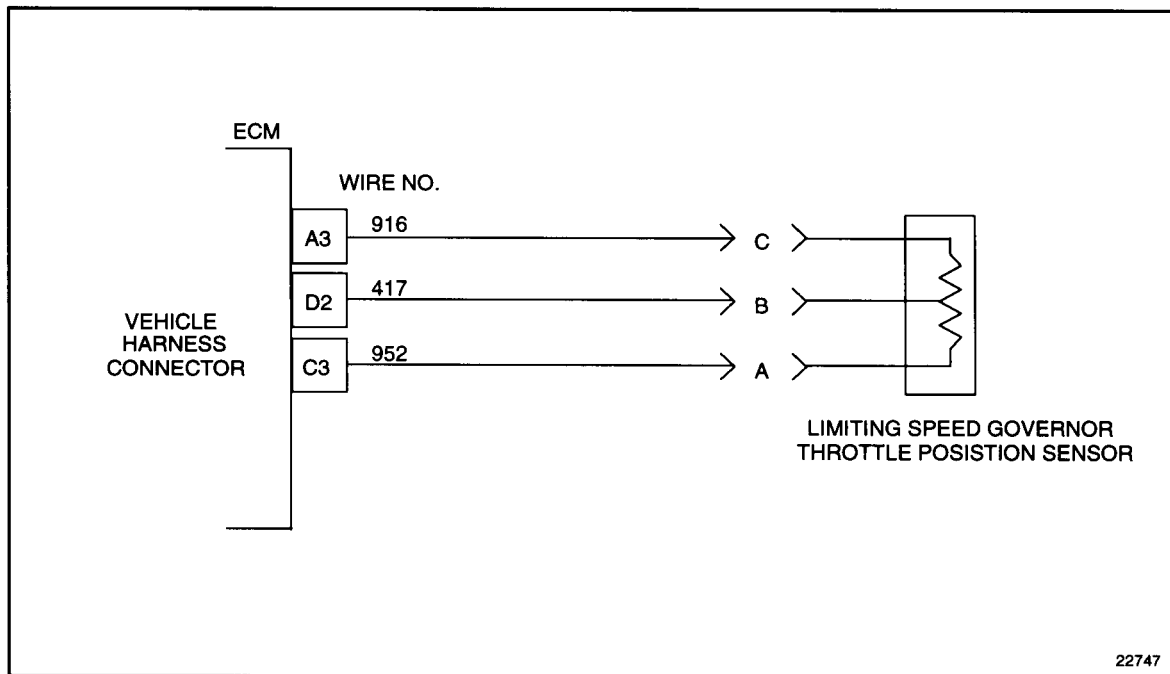 ECM
WIRE NO.
A3 916 C
D2 417 B
C3 952 A
VEHICLE
HARNESS
CONNECTOR
LIMITING SPEED GOVERNOR
THROTTLE POSISTION SENSOR
22747